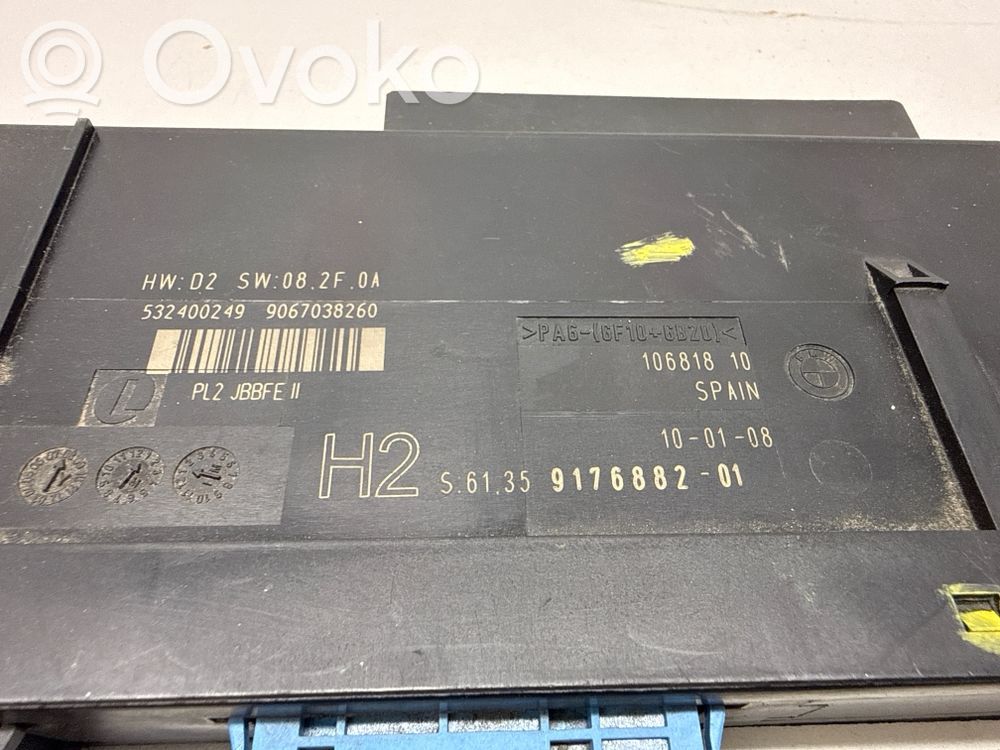 Ovoko
HW:D2 SW:08.2F.0A
532400249 9067038260
PL2 JBBFE II
>PA6-(GF10+GB20)<
106818 10
SPAIN
10-01-08
H2 S.61.35 9176882-01